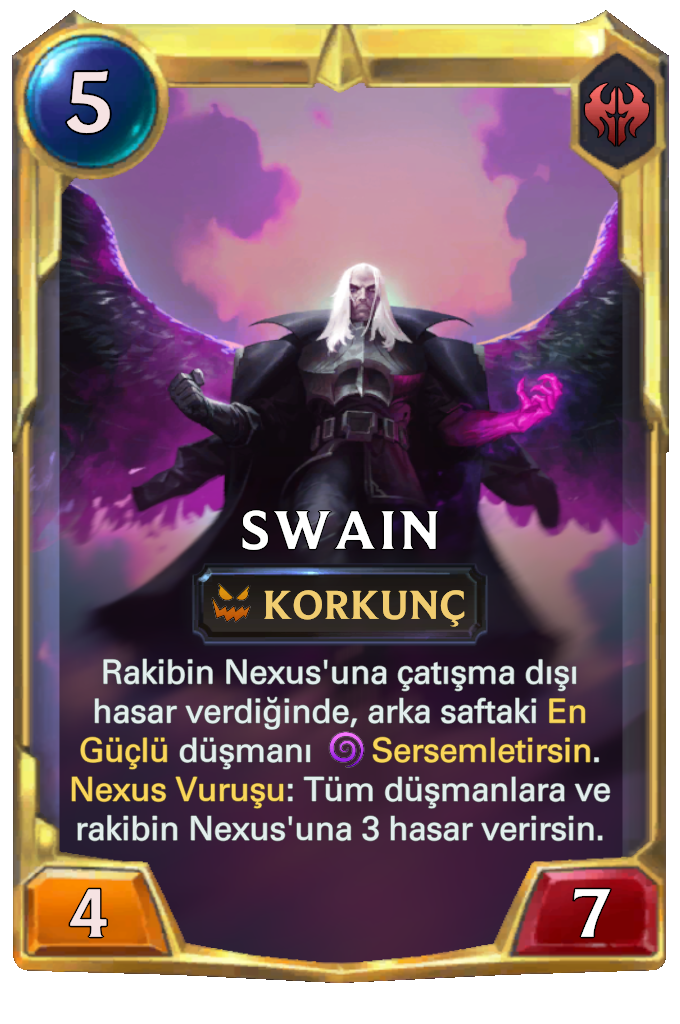 5
SWAIN
KORKUNÇ
Rakibin Nexus'una çatışma dışı
hasar verdiğinde, arka saftaki En
Güçlü düşmanı Sersemletirsin.
Nexus Vuruşu: Tüm düşmanlara ve
rakibin Nexus'una 3 hasar verirsin.
4
7